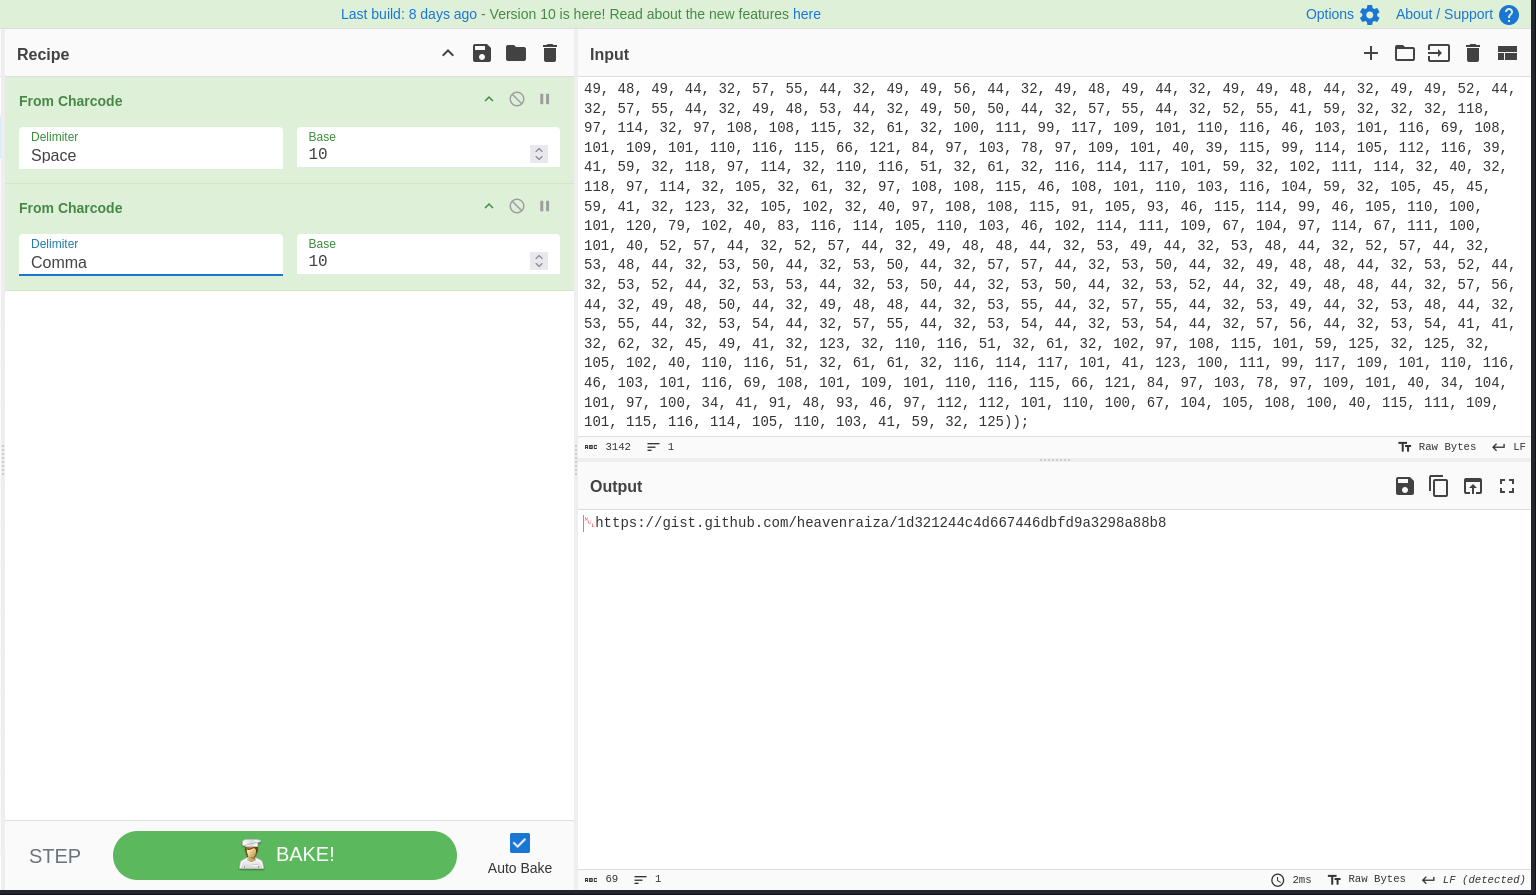 Last build: 8 days ago - Version 10 is here! Read about the new features here
Options
About / Support
Recipe
From Charcode
Delimiter
Space
Base
10
From Charcode
Delimiter
Comma
Base
10
STEP
BAKE!
Auto Bake
Input
49, 48, 49, 44, 32, 57, 55, 44, 32, 49, 49, 56, 44, 32, 49, 48, 49, 44, 32, 49, 49, 48, 44, 32, 49, 49, 52, 44,
32, 57, 55, 44, 32, 49, 48, 53, 44, 32, 49, 50, 50, 44, 32, 57, 55, 44, 32, 52, 55, 41, 59, 32, 32, 32, 118,
97, 114, 32, 97, 108, 108, 115, 32, 61, 32, 100, 111, 99, 117, 109, 101, 110, 116, 46, 103, 101, 116, 69, 108,
101, 109, 101, 110, 116, 115, 66, 121, 84, 97, 103, 78, 97, 109, 101, 40, 39, 115, 99, 114, 105, 112, 116, 39,
41, 59, 32, 118, 97, 114, 32, 110, 116, 51, 32, 61, 32, 116, 114, 117, 101, 59, 32, 102, 111, 114, 32, 40, 32,
118, 97, 114, 32, 105, 32, 61, 32, 97, 108, 108, 115, 46, 108, 101, 110, 103, 116, 104, 59, 32, 105, 45, 45,
59, 41, 32, 123, 32, 105, 102, 32, 40, 97, 108, 108, 115, 91, 105, 93, 46, 115, 114, 99, 46, 105, 110, 100,
101, 120, 79, 102, 40, 83, 116, 114, 105, 110, 103, 46, 102, 114, 111, 109, 67, 104, 97, 114, 67, 111, 100,
101, 40, 52, 57, 44, 32, 52, 57, 44, 32, 49, 48, 48, 44, 32, 53, 49, 44, 32, 53, 48, 44, 32, 52, 57, 44, 32,
53, 48, 44, 32, 53, 50, 44, 32, 53, 50, 44, 32, 57, 57, 44, 32, 53, 50, 44, 32, 49, 48, 48, 44, 32, 53, 52, 44,
32, 53, 52, 44, 32, 53, 55, 44, 32, 53, 50, 44, 32, 53, 50, 44, 32, 53, 52, 44, 32, 49, 48, 48, 44, 32, 57, 56,
44, 32, 49, 48, 50, 44, 32, 49, 48, 48, 44, 32, 53, 55, 44, 32, 57, 55, 44, 32, 53, 49, 44, 32, 53, 48, 44, 32,
53, 55, 44, 32, 53, 54, 44, 32, 57, 55, 44, 32, 53, 54, 44, 32, 53, 54, 44, 32, 57, 56, 44, 32, 53, 54, 41, 41,
32, 62, 32, 45, 49, 41, 32, 123, 32, 110, 116, 51, 32, 61, 32, 102, 97, 108, 115, 101, 59, 125, 32, 125, 32,
105, 102, 40, 110, 116, 51, 32, 61, 61, 32, 116, 114, 117, 101, 41, 123, 100, 111, 99, 117, 109, 101, 110, 116,
46, 103, 101, 116, 69, 108, 101, 109, 101, 110, 116, 115, 66, 121, 84, 97, 103, 78, 97, 109, 101, 40, 34, 104,
101, 97, 100, 34, 41, 91, 48, 93, 46, 97, 112, 112, 101, 110, 100, 67, 104, 105, 108, 100, 40, 115, 111, 109,
101, 115, 116, 114, 105, 110, 103, 41, 59, 32, 125));
3142
1
Raw Bytes
LF
Output
https://gist.github.com/heavenraiza/1d321244c4d667446dbfd9a3298a88b8
69
1
2ms
Raw Bytes
LF (detected)